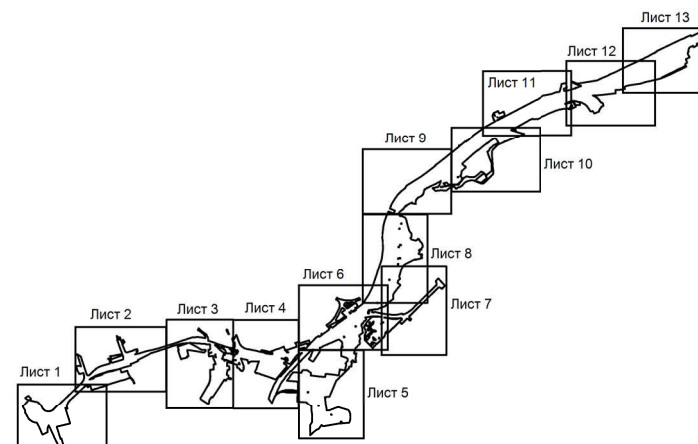 Лист 13
Лист 12
Лист 11
Лист 9
Лист 10
Лист 8
Лист 6
Лист 7
Лист 2
Лист 3
Лист 4
Лист 1
Лист 5